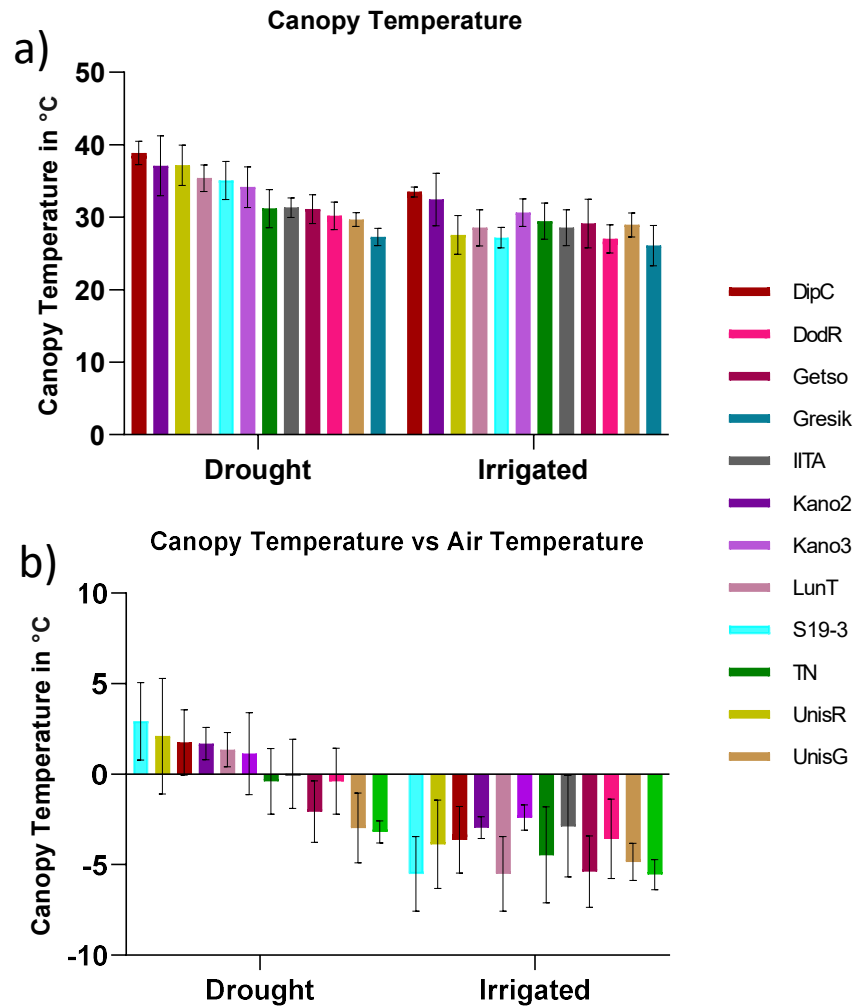 Canopy Temperature
a)
Canopy Temperature in °C
50
40
30
20
10
0
Drought
Irrigated
DipC
DodR
Getso
Gresik
IITA
Kano2
Kano3
LunT
S19-3
TN
UnisR
UnisG
Canopy Temperature vs Air Temperature
b)
Canopy Temperature in °C
10
5
0
-5
-10
Drought
Irrigated